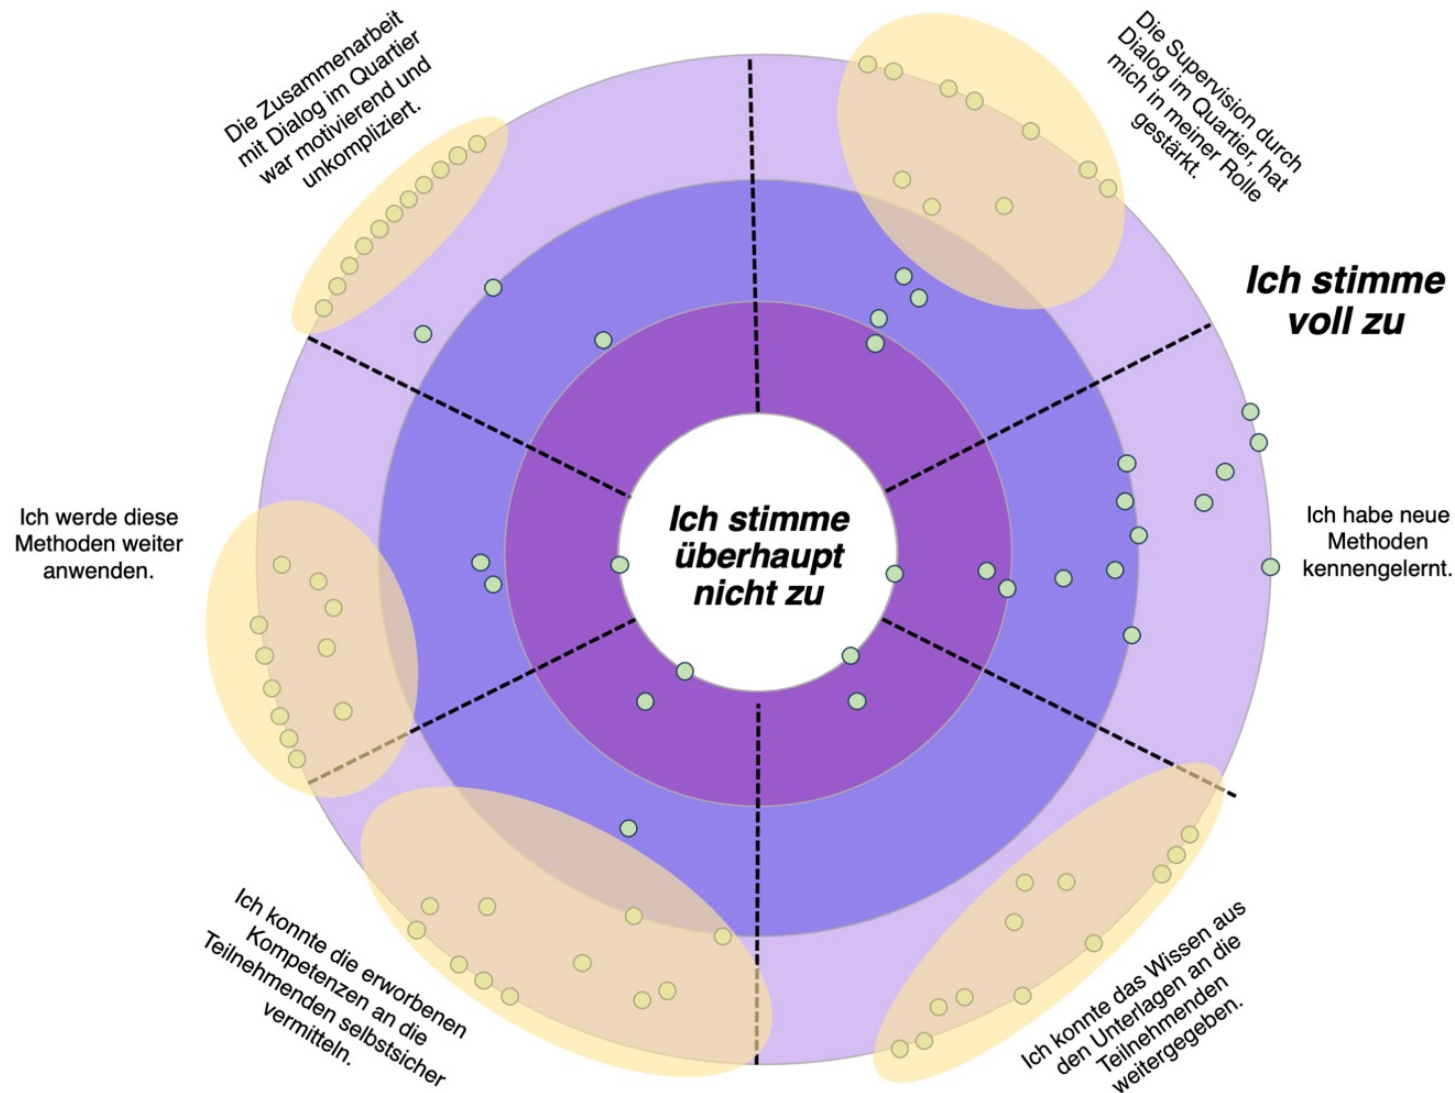 Die Zusammenarbeit
mit Dialog im Quartier
war motivierend und
unkompliziert.
Die Supervision durch
Dialog im Quartier, hat
mich in meiner Rolle
gestärkt.
Ich stimme
voll zu
Ich werde diese
Methoden weiter
anwenden.
Ich stimme
überhaupt
nicht zu
Ich habe neue
Methoden
kennengelernt.
Ich konnte die erworbenen
Kompetenzen an die
Teilnehmenden selbstsicher
vermitteln.
Ich konnte das Wissen aus
den Unterlagen an die
Teilnehmenden
weitergegeben.